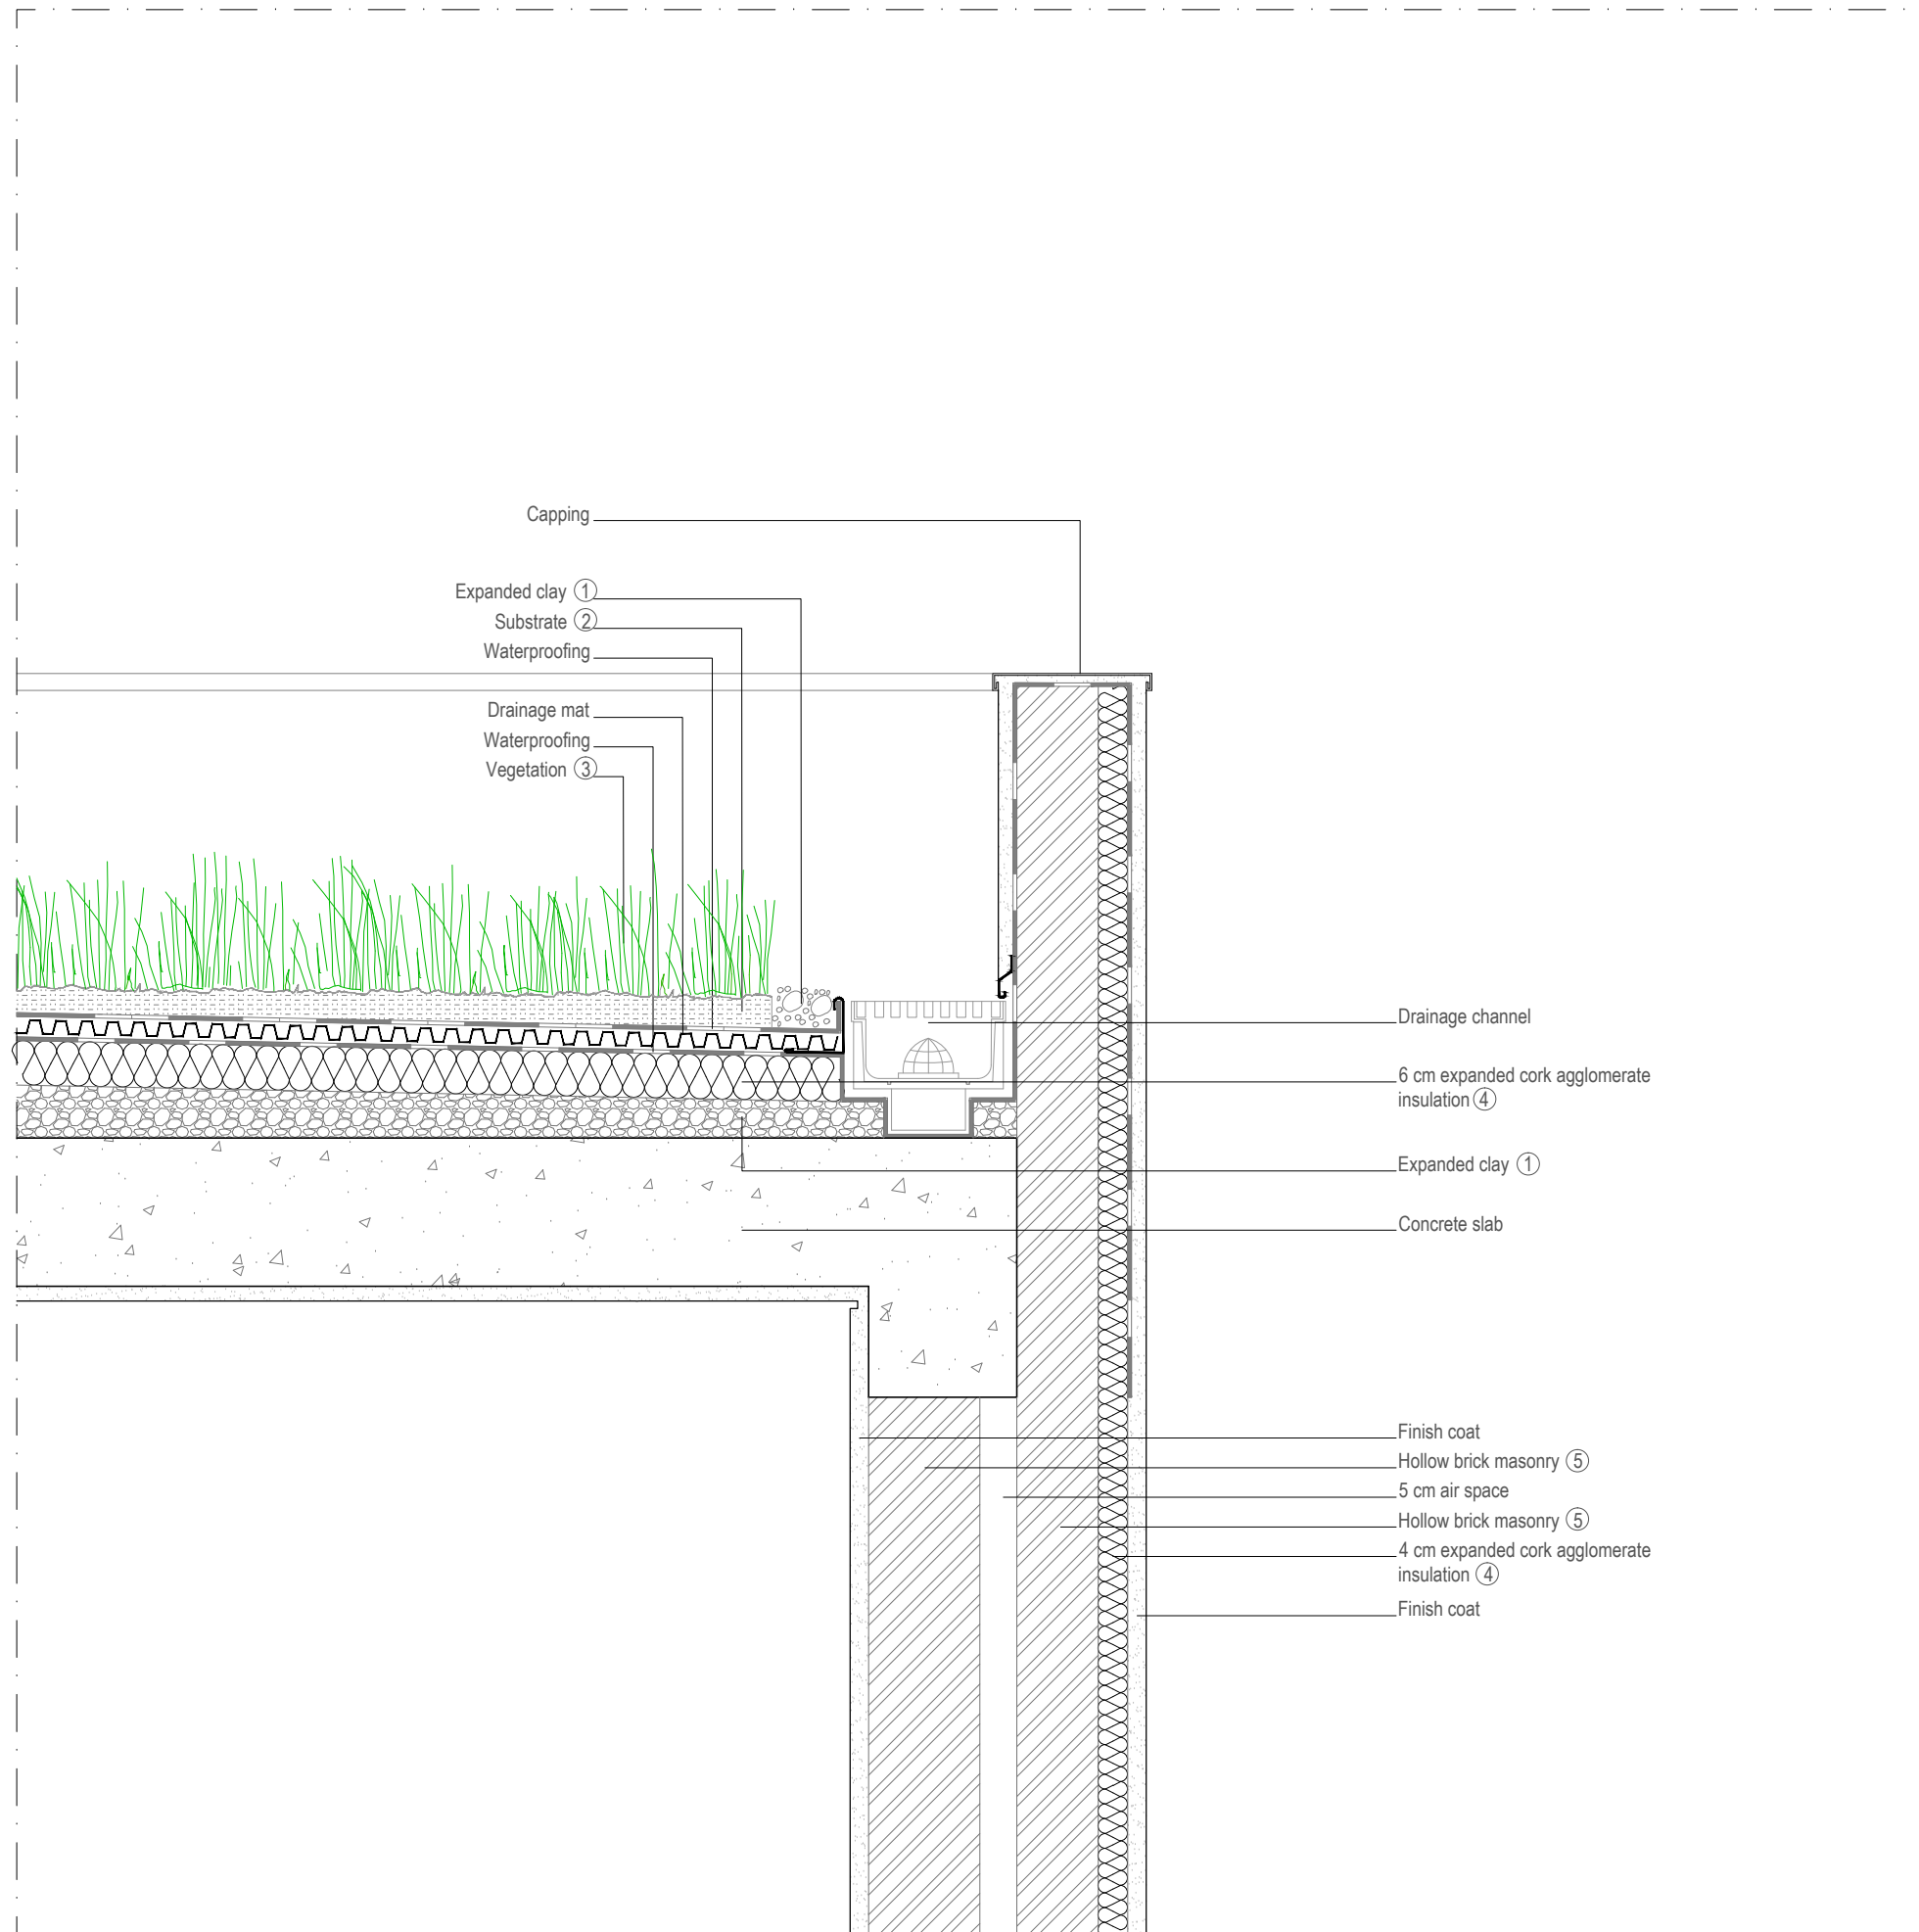 Capping
Expanded clay ①
Substrate ②
Waterproofing
Drainage mat
Waterproofing
Vegetation ③
Drainage channel
6 cm expanded cork agglomerate
insulation ④
Expanded clay ①
Concrete slab
Finish coat
Hollow brick masonry ⑤
5 cm air space
Hollow brick masonry ⑤
4 cm expanded cork agglomerate
insulation ④
Finish coat